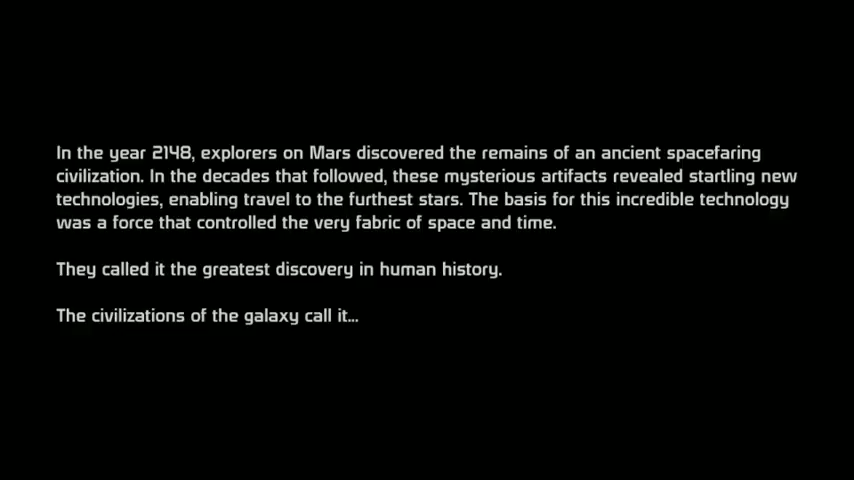 In the year 2148, explorers on Mars discovered the remains of an ancient spacefaring
civilization. In the decades that followed, these mysterious artifacts revealed startling new
technologies, enabling travel to the furthest stars. The basis for this incredible technology
was a force that controlled the very fabric of space and time.
They called it the greatest discovery in human history.
The civilizations of the galaxy call it...